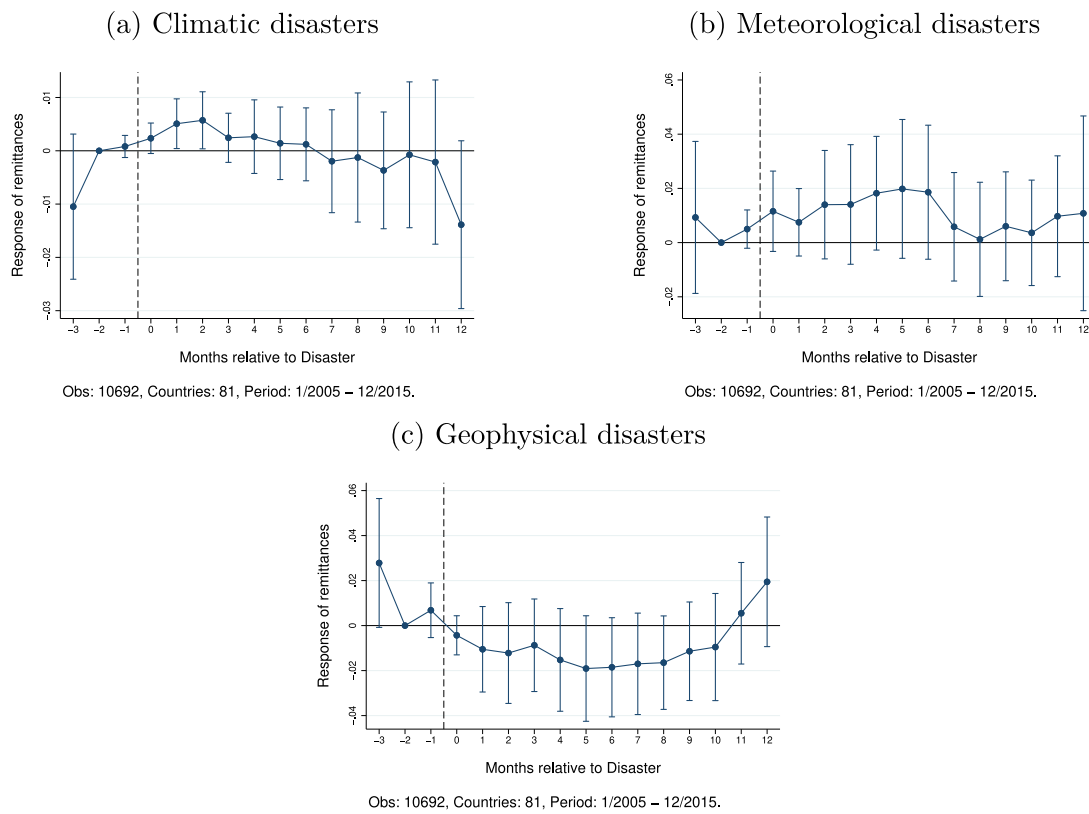 (a) Climatic disasters
Response of remittances
.01
0
-.01
-.02
-.03
-3 -2 -1 0 1 2 3 4 5 6 7 8 9 10 11 12
Months relative to Disaster
Obs: 10692, Countries: 81, Period: 1/2005 – 12/2015.
(b) Meteorological disasters
Response of remittances
.06
.04
.02
0
-.02
-3 -2 -1 0 1 2 3 4 5 6 7 8 9 10 11 12
Months relative to Disaster
Obs: 10692, Countries: 81, Period: 1/2005 – 12/2015.
(c) Geophysical disasters
Response of remittances
.06
.04
.02
0
-.02
-.04
-3 -2 -1 0 1 2 3 4 5 6 7 8 9 10 11 12
Months relative to Disaster
Obs: 10692, Countries: 81, Period: 1/2005 – 12/2015.